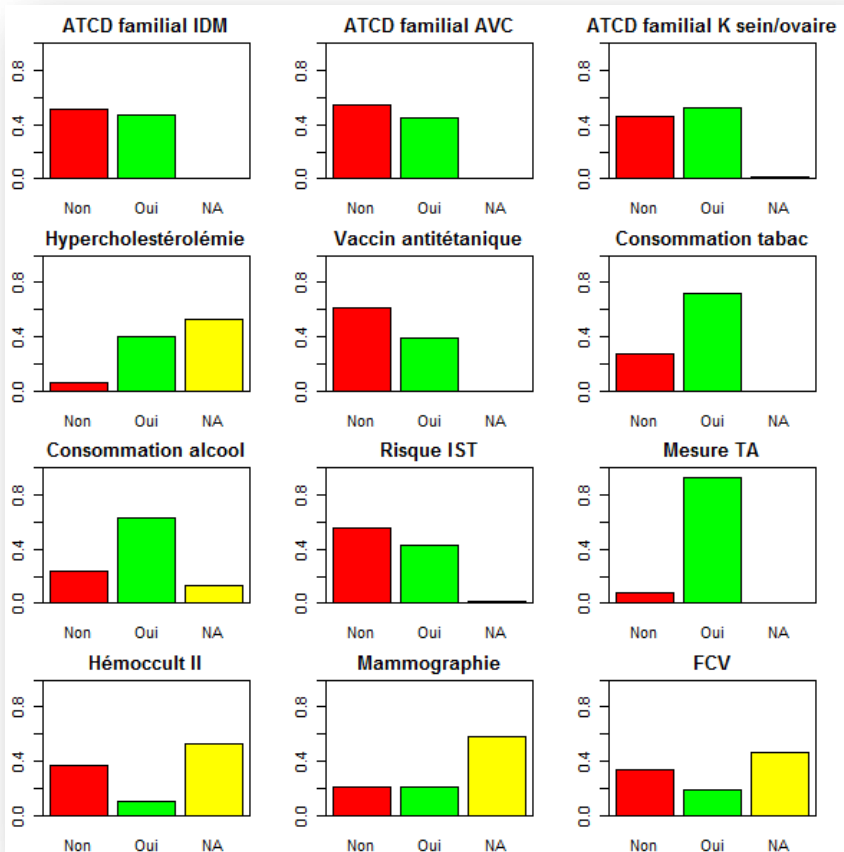 ATCD familial IDM ATCD familial AVC ATCD familial K sein/ovaire
0.8 0.8 0.8
0.4 0.4 0.4
0.0 0.0 0.0
Non Oui NA Non Oui NA Non Oui NA
Hypercholestérolémie Vaccin antitétanique Consommation tabac
0.8 0.8 0.8
0.4 0.4 0.4
0.0 0.0 0.0
Non Oui NA Non Oui NA Non Oui NA
Consommation alcool Risque IST Mesure TA
0.8 0.8 0.8
0.4 0.4 0.4
0.0 0.0 0.0
Non Oui NA Non Oui NA Non Oui NA
Hémoccult II Mammographie FCV
0.8 0.8 0.8
0.4 0.4 0.4
0.0 0.0 0.0
Non Oui NA Non Oui NA Non Oui NA